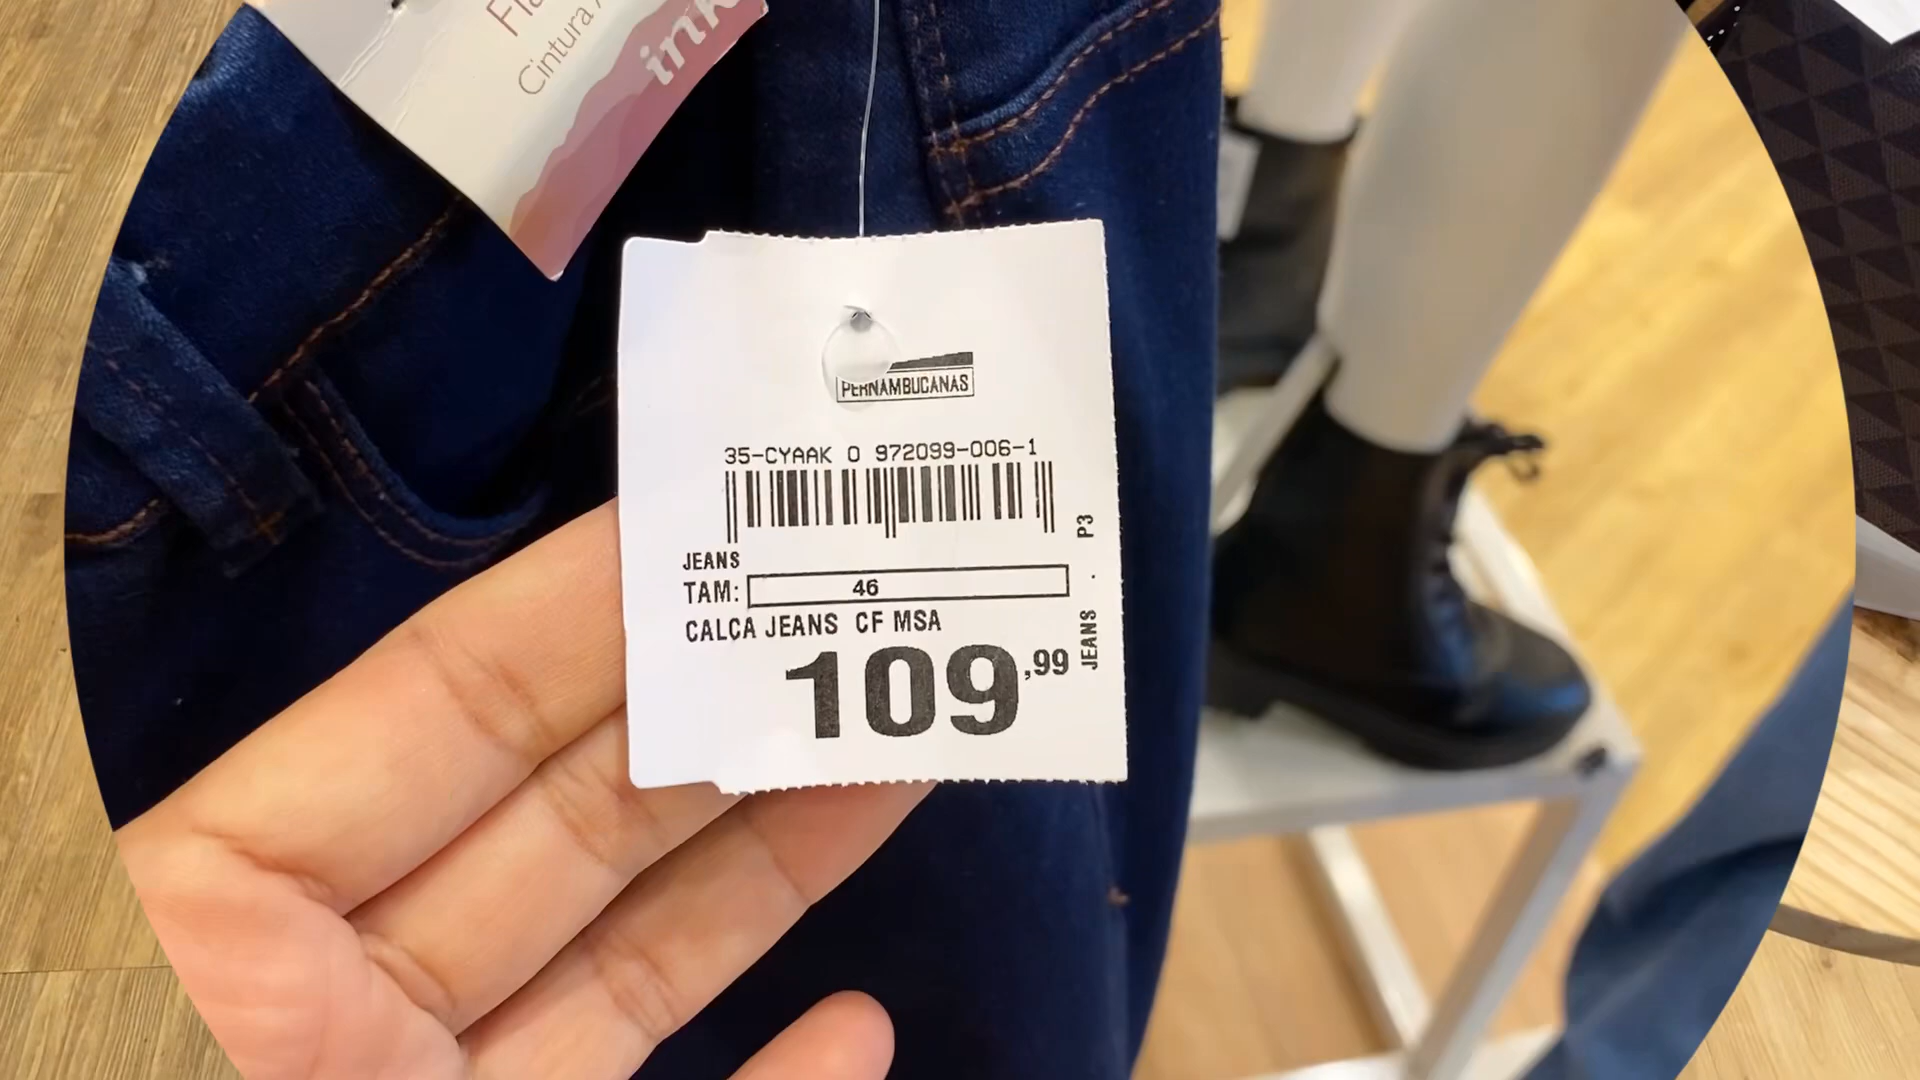 Cintura
ink
PERNAMBUCANAS
35-CYAAK 0 972099-006-1
JEANS
TAM: 46
CALCA JEANS CF MSA
109,99
JEANS . P3